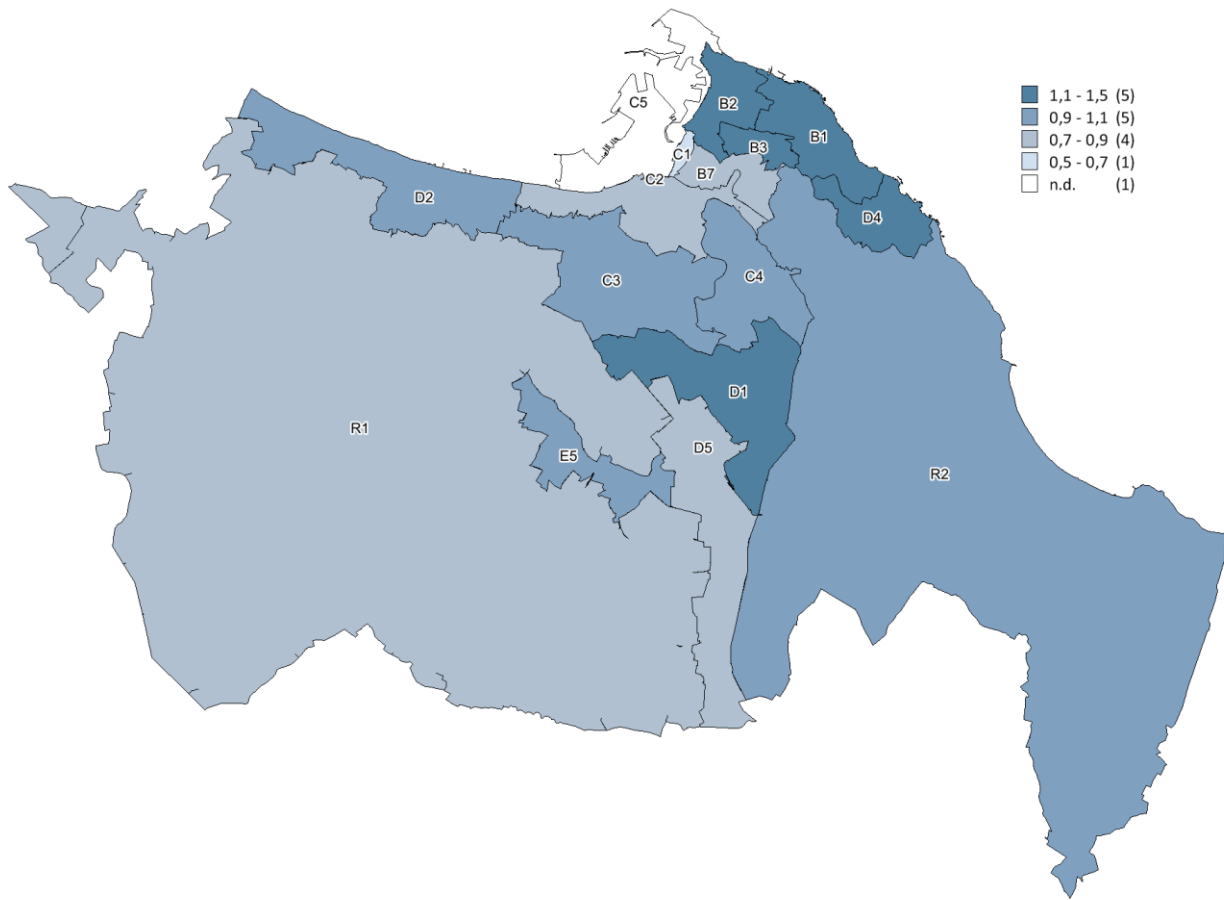 C5
B2
B1
B3
C1
B7
C2
D2
D4
C3
C4
D1
R1
D5
E5
R2
1,1 - 1,5 (5)
0,9 - 1,1 (5)
0,7 - 0,9 (4)
0,5 - 0,7 (1)
n.d. (1)